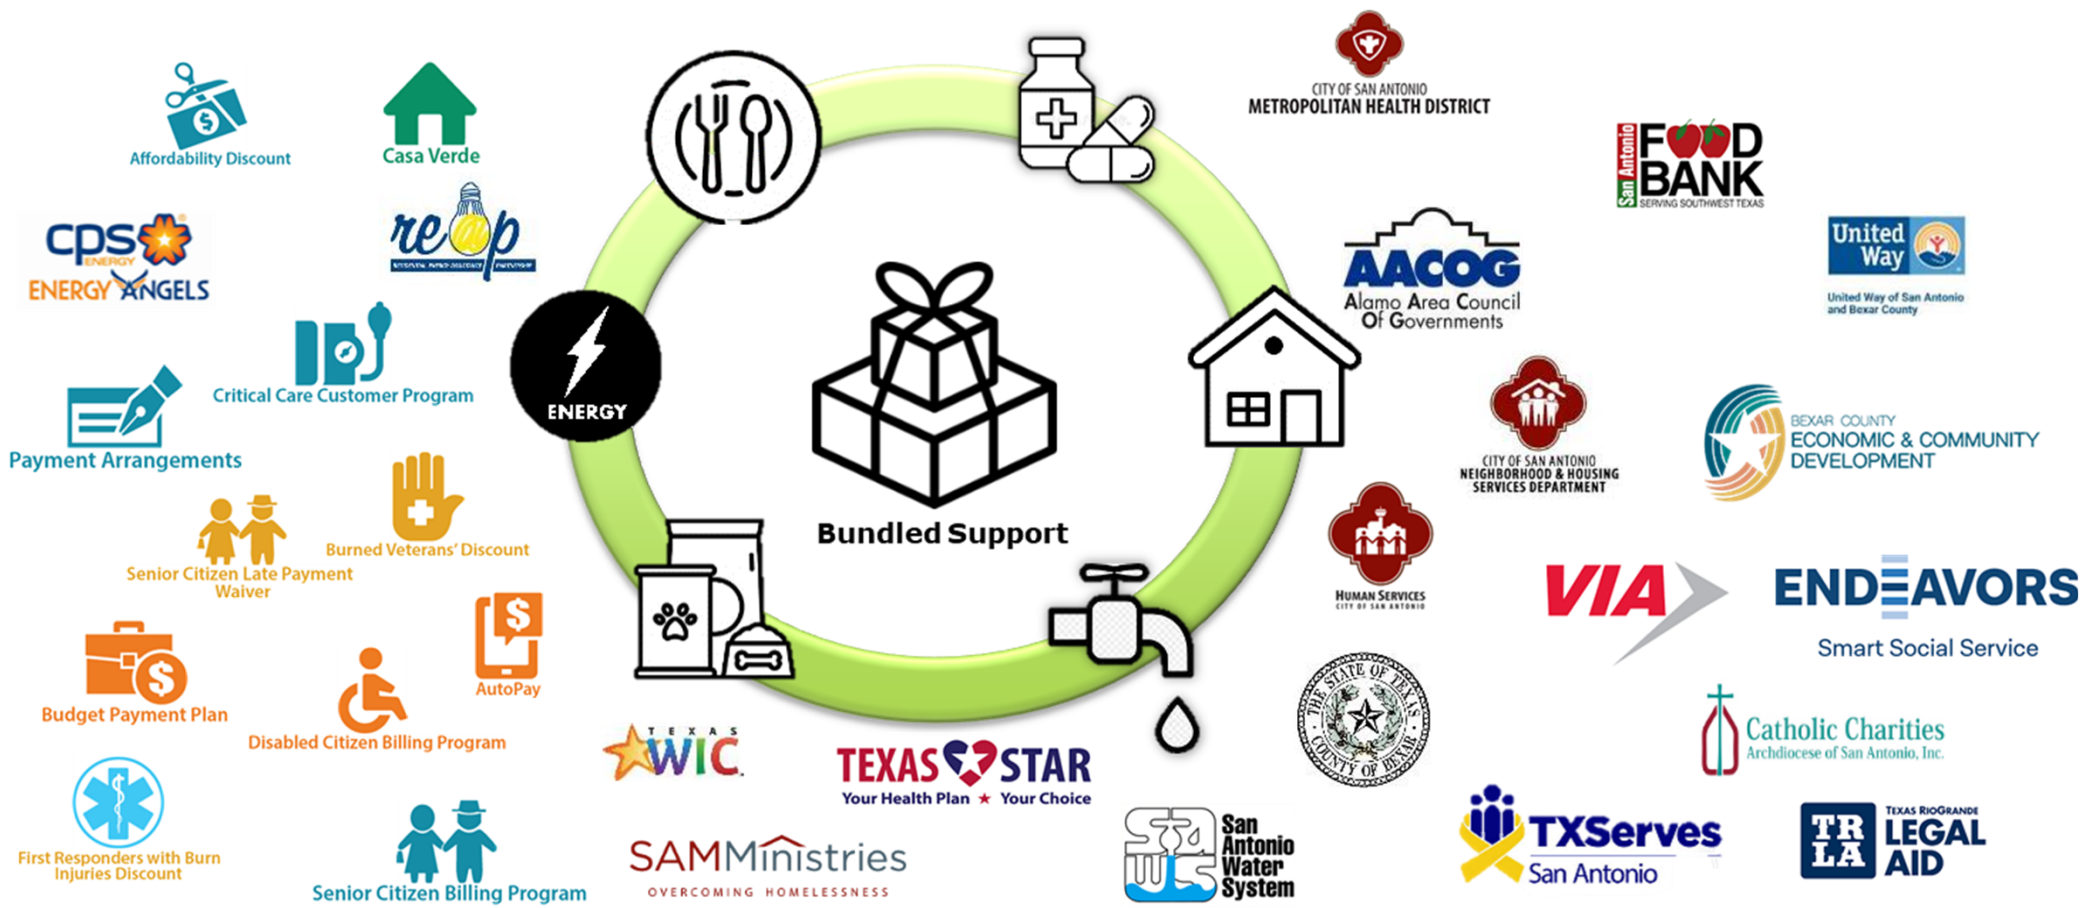 Affordability Discount
Casa Verde
cps
ENERGY
ENERGY ANGELS
reap
RESIDENTIAL ENERGY ASSISTANCE PARTNERSHIP
Critical Care Customer Program
Payment Arrangements
Burned Veterans' Discount
Senior Citizen Late Payment
Waiver
AutoPay
Budget Payment Plan
Disabled Citizen Billing Program
First Responders with Burn
Injuries Discount
Senior Citizen Billing Program
ENERGY
Bundled Support
TEXAS
WIC
TEXAS STAR
Your Health Plan ★ Your Choice
SAMMinistries
OVERCOMING HOMELESSNESS
SAWS
San
Antonio
Water
System
CITY OF SAN ANTONIO
METROPOLITAN HEALTH DISTRICT
San Antonio
FOOD
BANK
SERVING SOUTHWEST TEXAS
AACOG
Alamo Area Council
Of Governments
United
Way
United Way of San Antonio
and Bexar County
CITY OF SAN ANTONIO
NEIGHBORHOOD & HOUSING
SERVICES DEPARTMENT
BEXAR COUNTY
ECONOMIC & COMMUNITY
DEVELOPMENT
HUMAN SERVICES
CITY OF SAN ANTONIO
VIA
ENDEAVORS
Smart Social Service
THE STATE OF TEXAS
COUNTY OF BEXAR
Catholic Charities
Archdiocese of San Antonio, Inc.
TXServes
San Antonio
TR
LA
TEXAS RIOGRANDE
LEGAL
AID